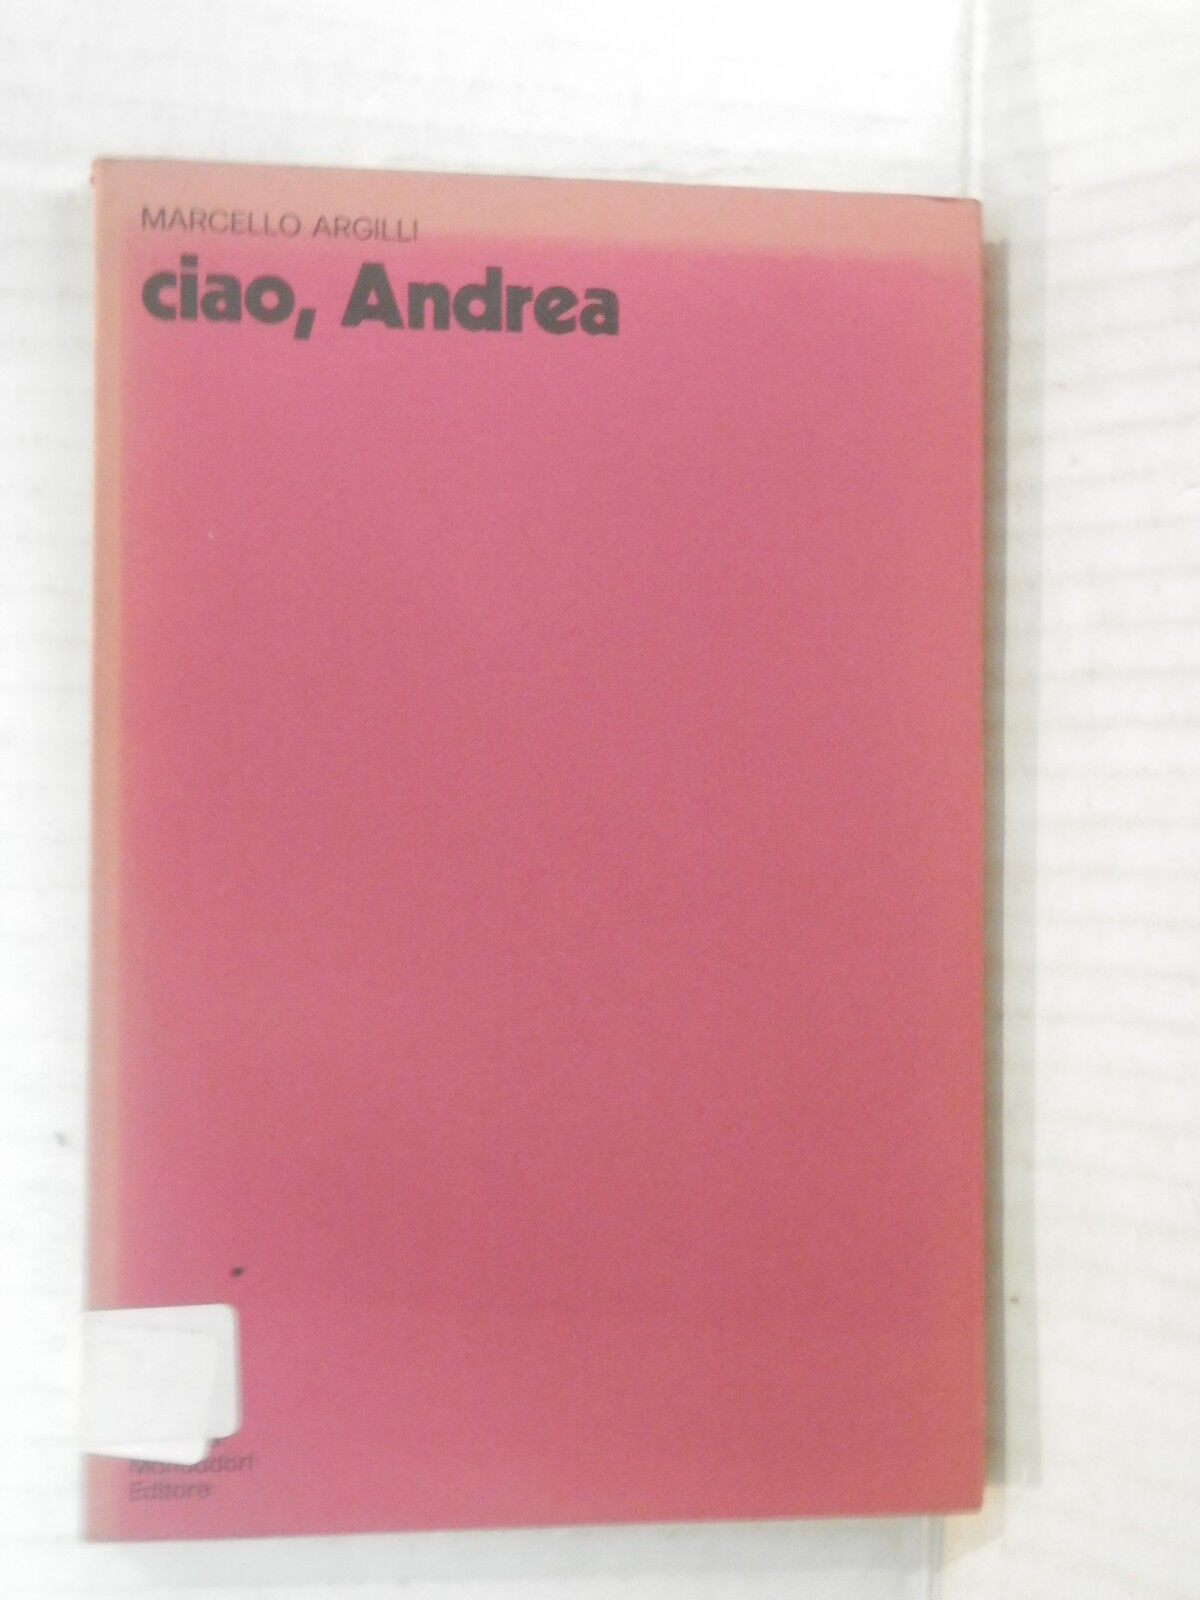 MARCELLO ARGILLI
ciao, Andrea
Mondadori
Editore